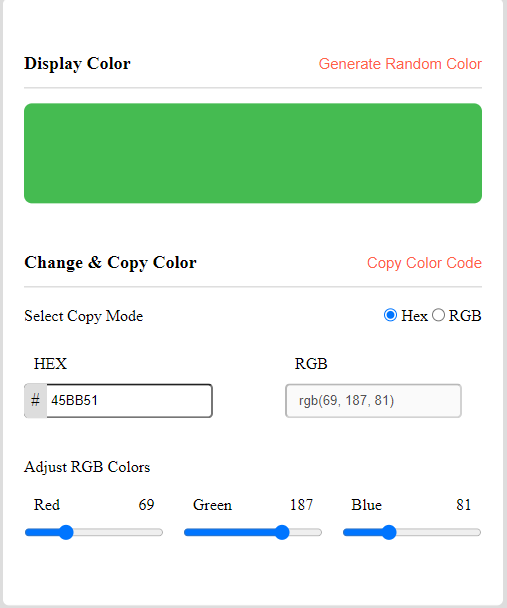 Display Color Generate Random Color
Change & Copy Color Copy Color Code
Select Copy Mode Hex RGB
HEX RGB
# 45BB51 rgb(69, 187, 81)
Adjust RGB Colors
Red 69 Green 187 Blue 81